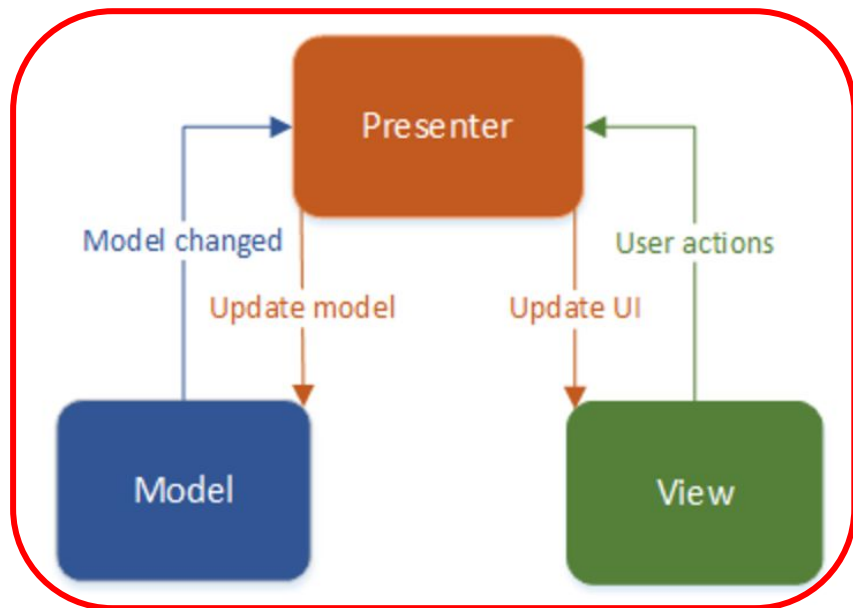 Presenter
Model changed
User actions
Update model
Update UI
Model
View